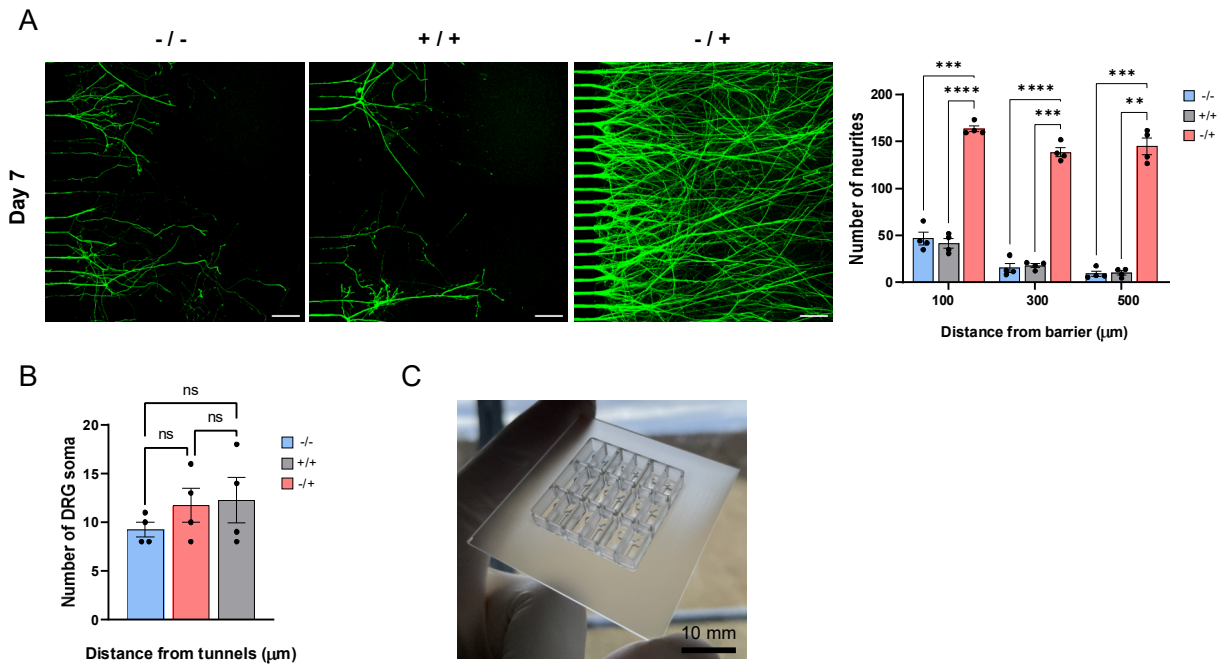 A
- / -
+ / +
- / +
Day 7
Number of neurites
200
150
100
50
0
***
****
****
***
***
**
100
300
500
Distance from barrier (μm)
-/-
+/+
-/+
B
Number of DRG soma
20
15
10
5
0
ns
ns
ns
Distance from tunnels (μm)
-/-
+/+
-/+
C
10 mm